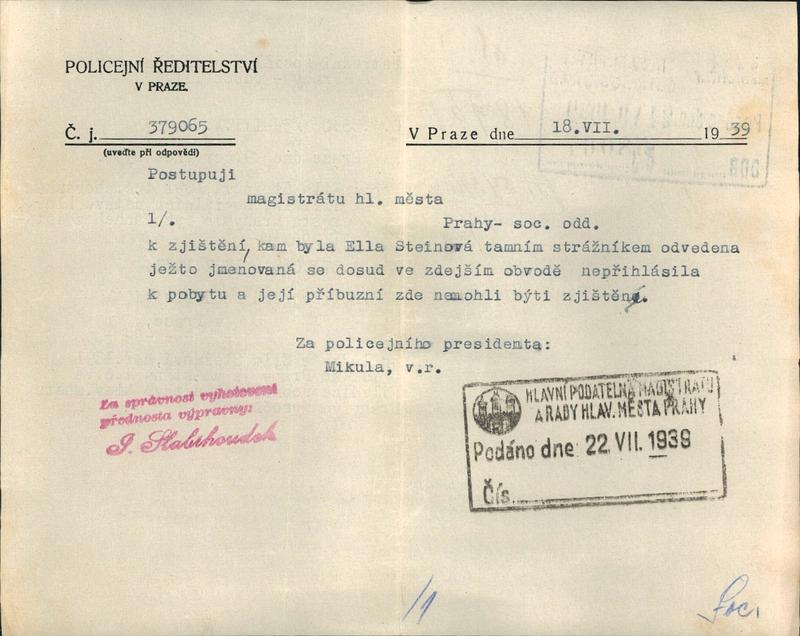 POLICEJNÍ ŘEDITELSTVÍ
V PRAZE.
Č. j. 379065
(uveďte při odpovědi)
V Praze dne 18.VII. 1939
Postupuji
magistrátu hl. města
1/. Prahy- soc. odd.
k zjištění, kam byla Ella Steinová tamním strážníkem odvedena
ježto jmenovaná se dosud ve zdejším obvodě nepřihlásila
k pobytu a její příbuzní zde nemohli býti zjištěni.
Za policejního presidenta:
Mikula, v.r.
Za správnost vyhotovení
přednosta výpravny:
HLAVNÍ PODATELNA MAGISTRÁTU
A RADY HLAV. MĚSTA PRAHY
Podáno dne: 22. VII. 1939
Čís.
/1
Soc.